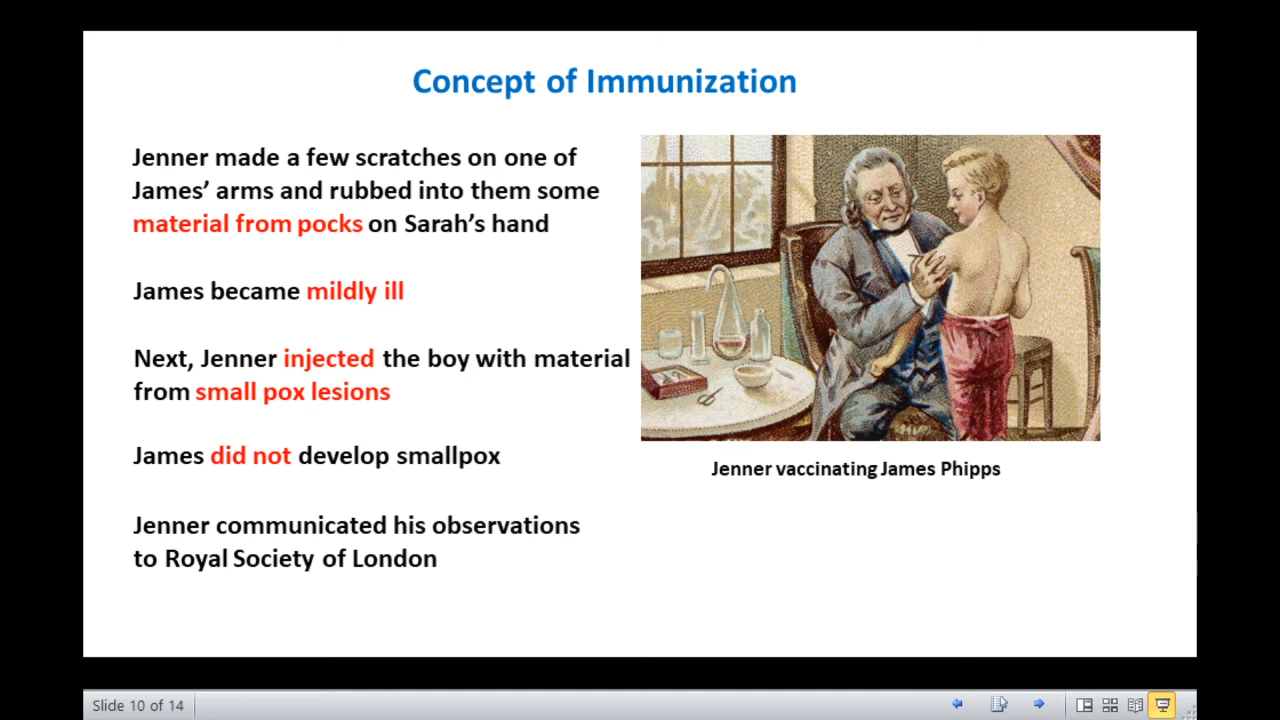 Concept of Immunization
Jenner made a few scratches on one of
James’ arms and rubbed into them some
material from pocks on Sarah’s hand
James became mildly ill
Next, Jenner injected the boy with material
from small pox lesions
James did not develop smallpox
Jenner communicated his observations
to Royal Society of London
Jenner vaccinating James Phipps
Slide 10 of 14